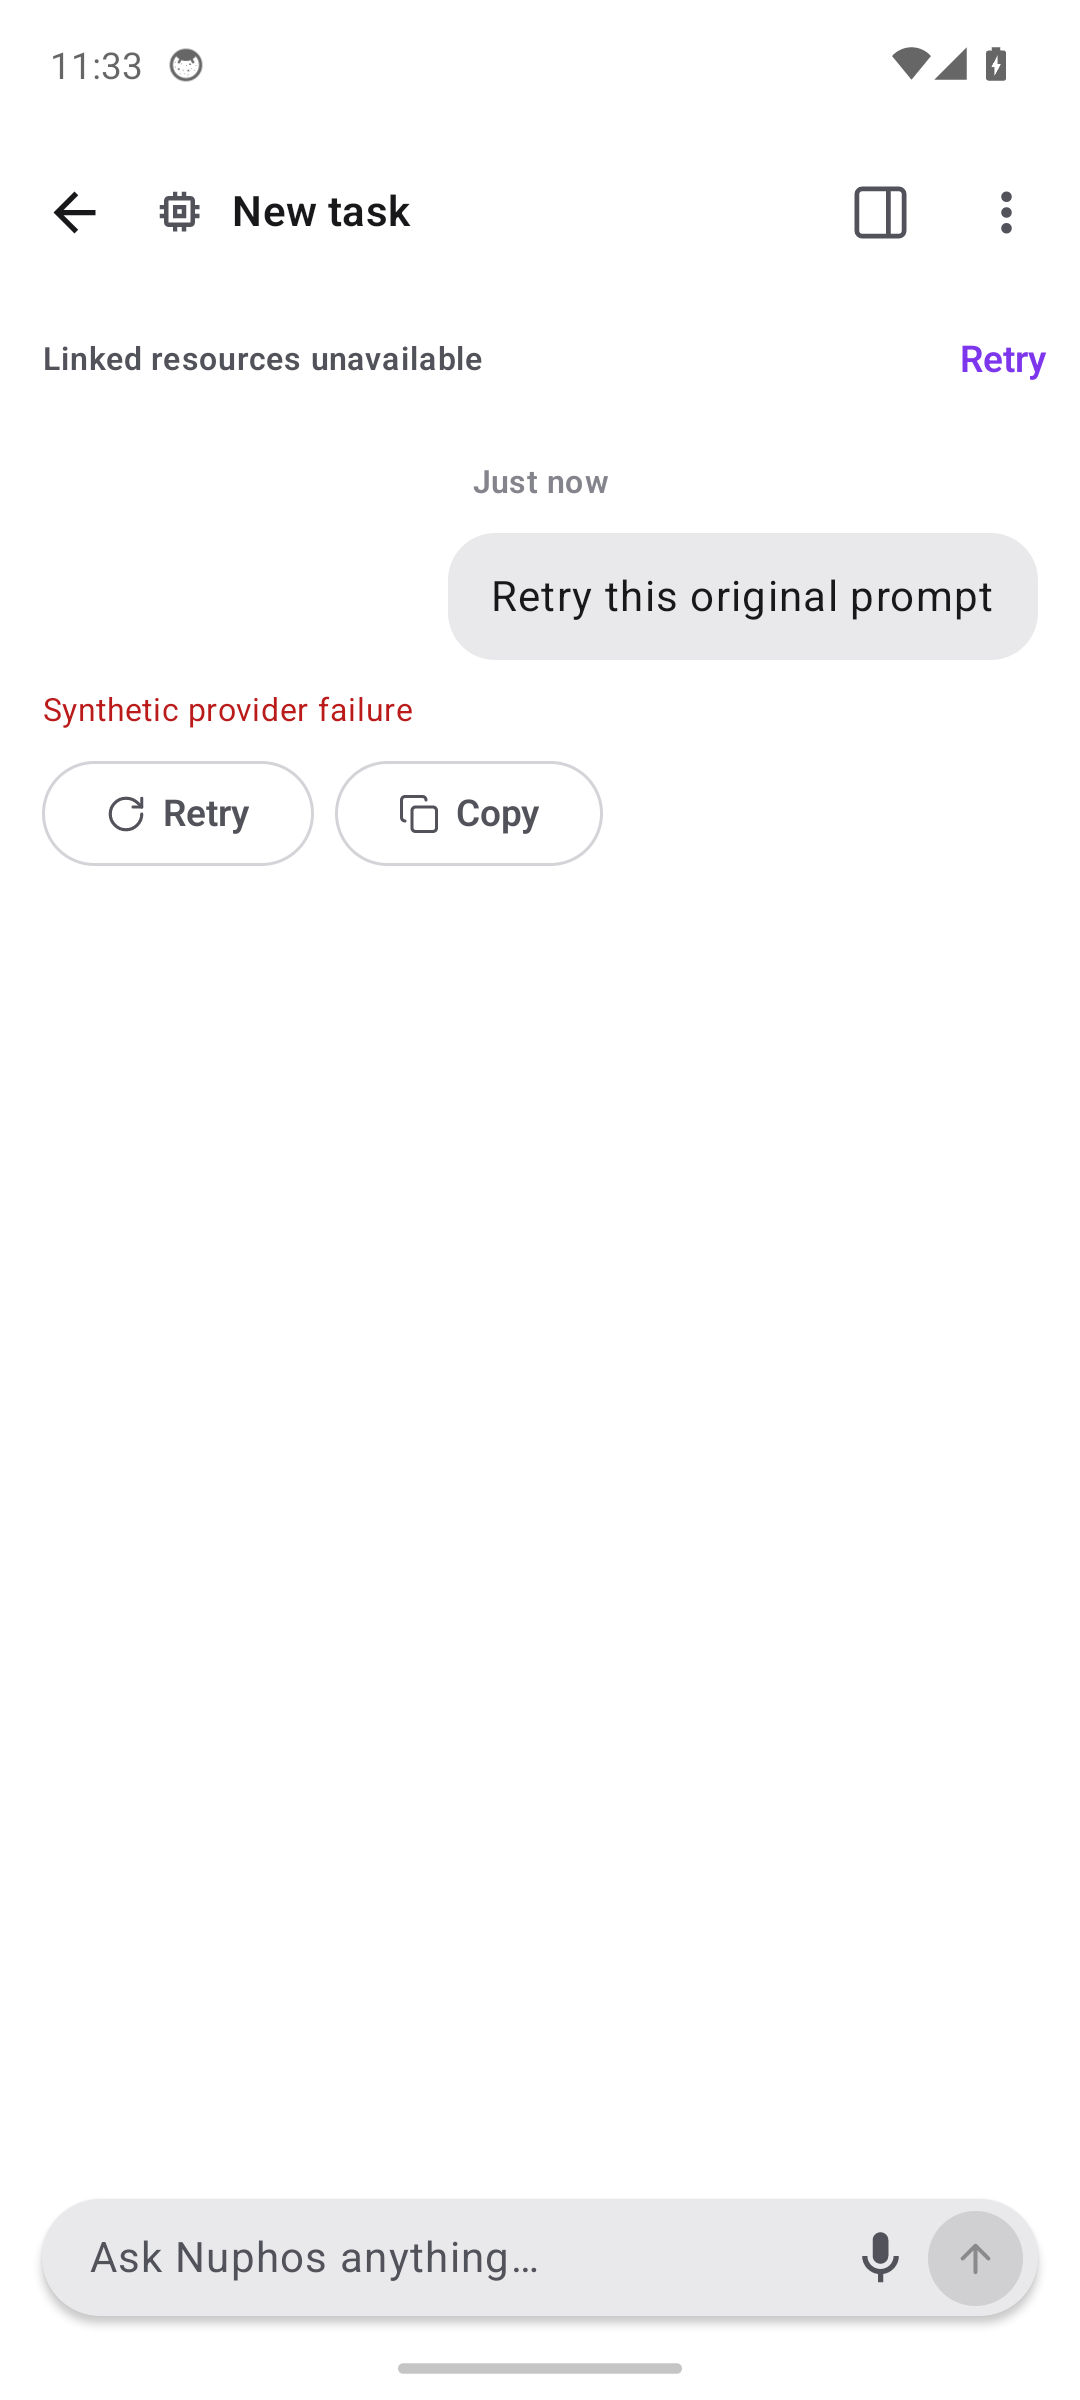 11:33
New task
Linked resources unavailable
Retry
Just now
Retry this original prompt
Synthetic provider failure
Retry
Copy
Ask Nuphos anything…